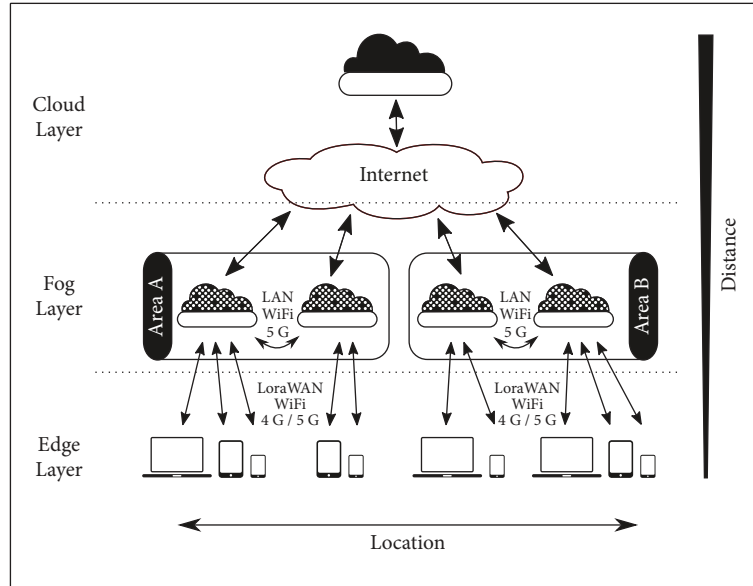 Cloud
Layer
Internet
Distance
Fog
Layer
Area A
LAN
WiFi
5 G
LAN
WiFi
5 G
Area B
LoraWAN
WiFi
4 G / 5 G
LoraWAN
WiFi
4 G / 5 G
Edge
Layer
Location